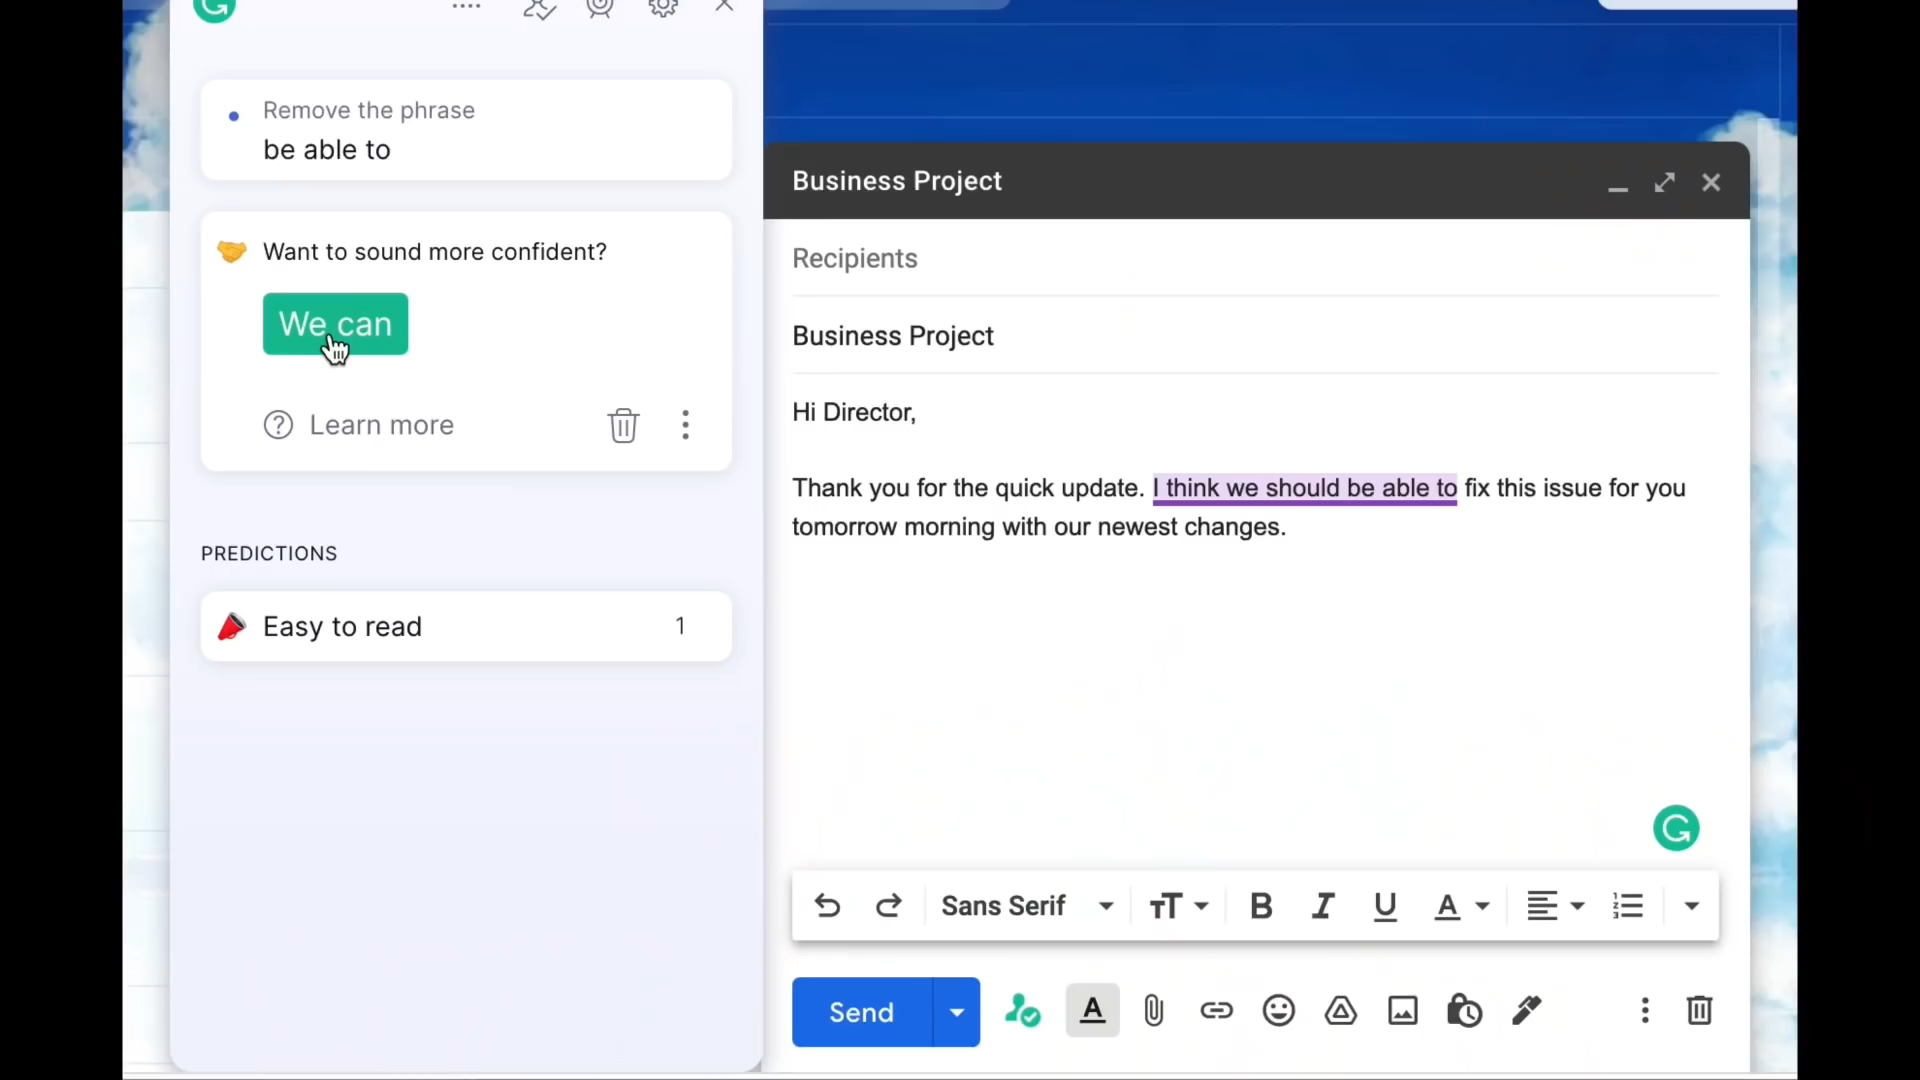 Remove the phrase
be able to
Want to sound more confident?
We can
Learn more
PREDICTIONS
Easy to read 1
Business Project
Recipients
Business Project
Hi Director,
Thank you for the quick update. I think we should be able to fix this issue for you
tomorrow morning with our newest changes.
Sans Serif
Send